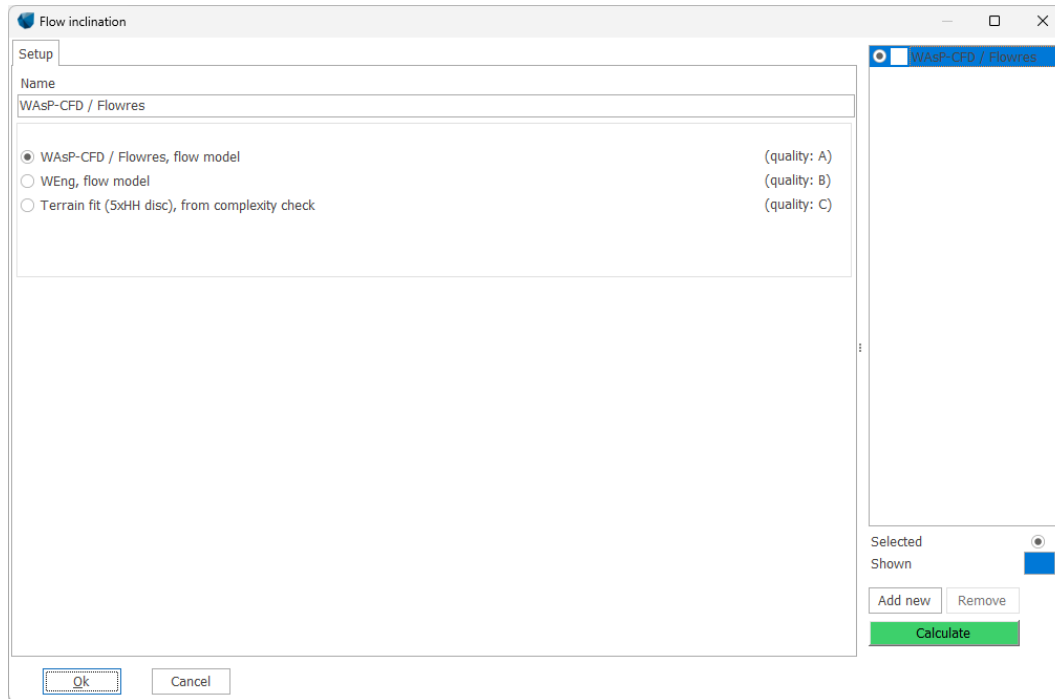 Flow inclination
Setup
Name
WAsP-CFD / Flowres
WAsP-CFD / Flowres, flow model (quality: A)
WEng, flow model (quality: B)
Terrain fit (5xHH disc), from complexity check (quality: C)
WAsP-CFD / Flowres
Selected
Shown
Add new Remove
Calculate
Ok Cancel